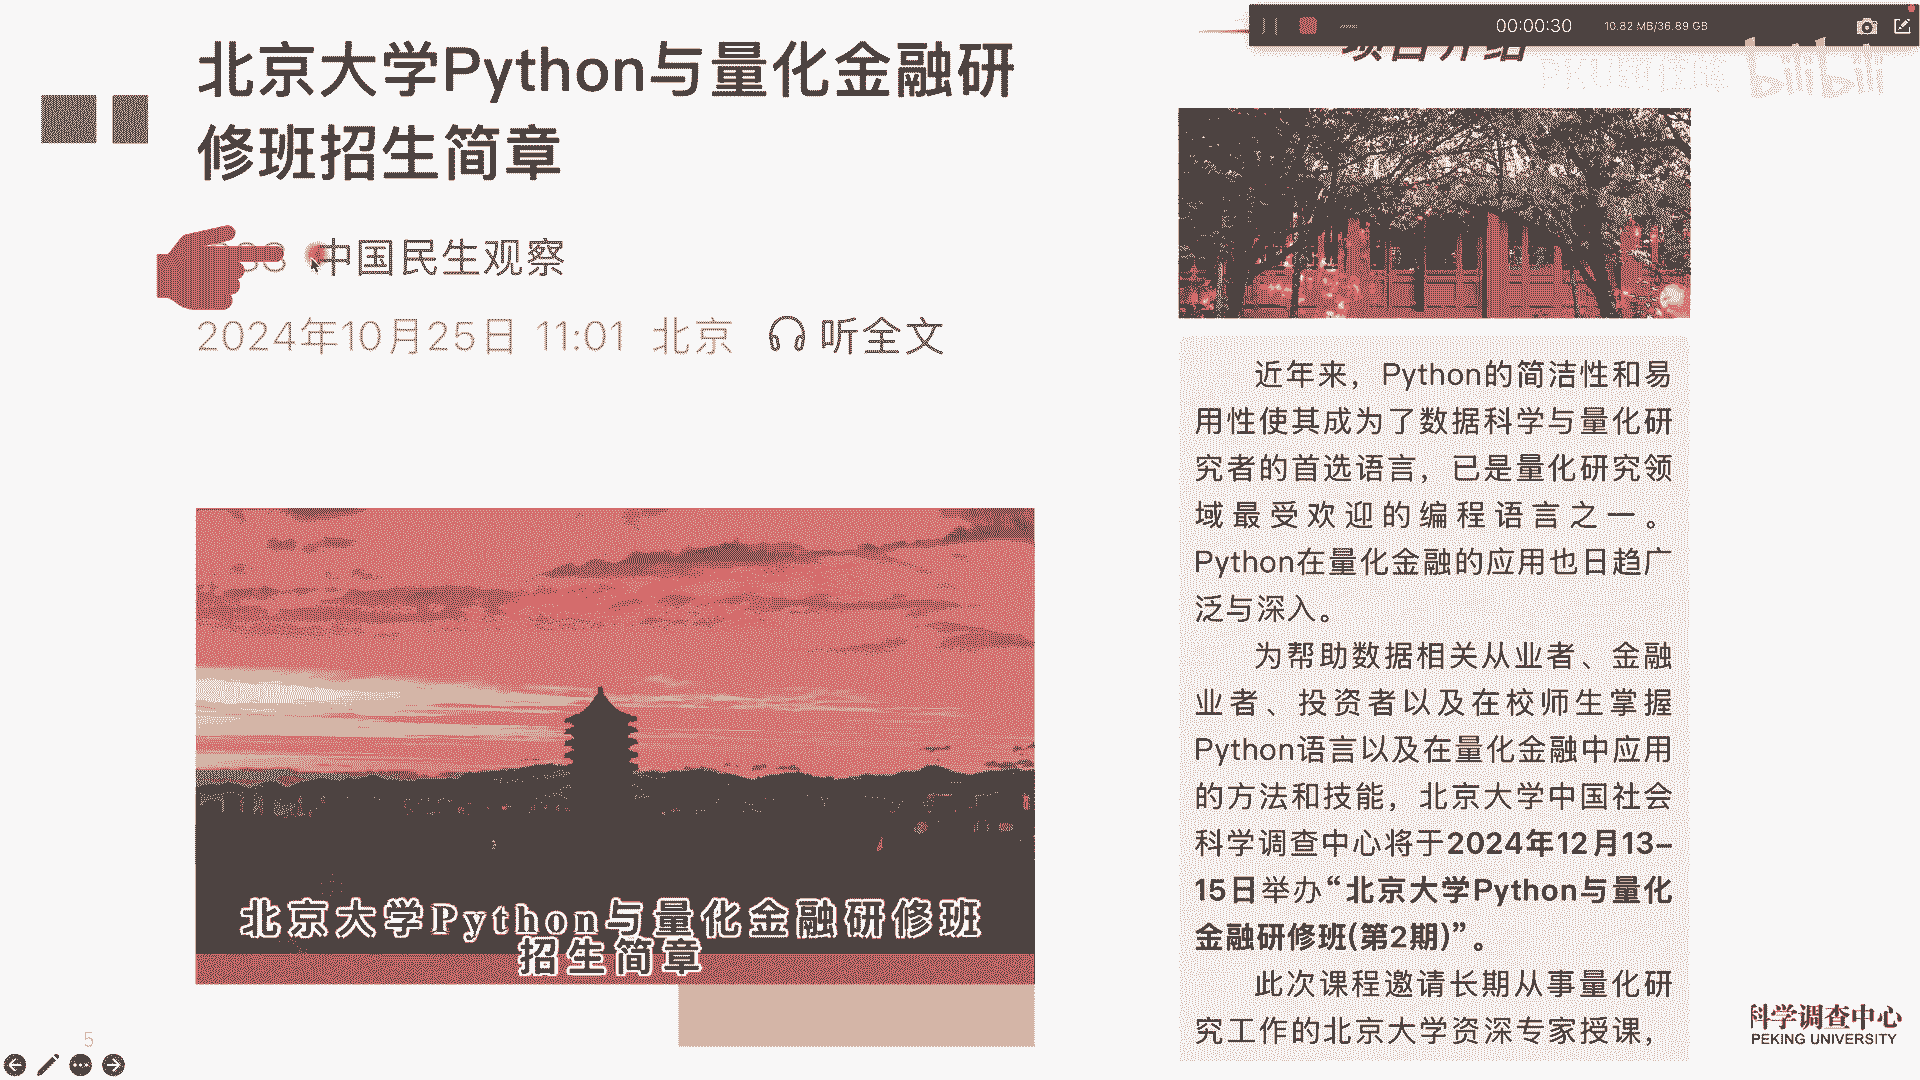 北京大学Python与量化金融研
修班招生简章
中国民生观察
2024年10月25日 11:01 北京 听全文
北京大学Python与量化金融研修班
招生简章
5
00:00:30
10.82 MB/36.89 GB
项目介绍
bilibili
近年来，Python的简洁性和易
用性使其成为了数据科学与量化研
究者的首选语言，已是量化研究领
域最受欢迎的编程语言之一。
Python在量化金融的应用也日趋广
泛与深入。
为帮助数据相关从业者、金融
业者、投资者以及在校师生掌握
Python语言以及在量化金融中应用
的方法和技能，北京大学中国社会
科学调查中心将于2024年12月13–
15日举办“北京大学Python与量化
金融研修班(第2期)”。
此次课程邀请长期从事量化研
究工作的北京大学资深专家授课，
科学调查中心
PEKING UNIVERSITY